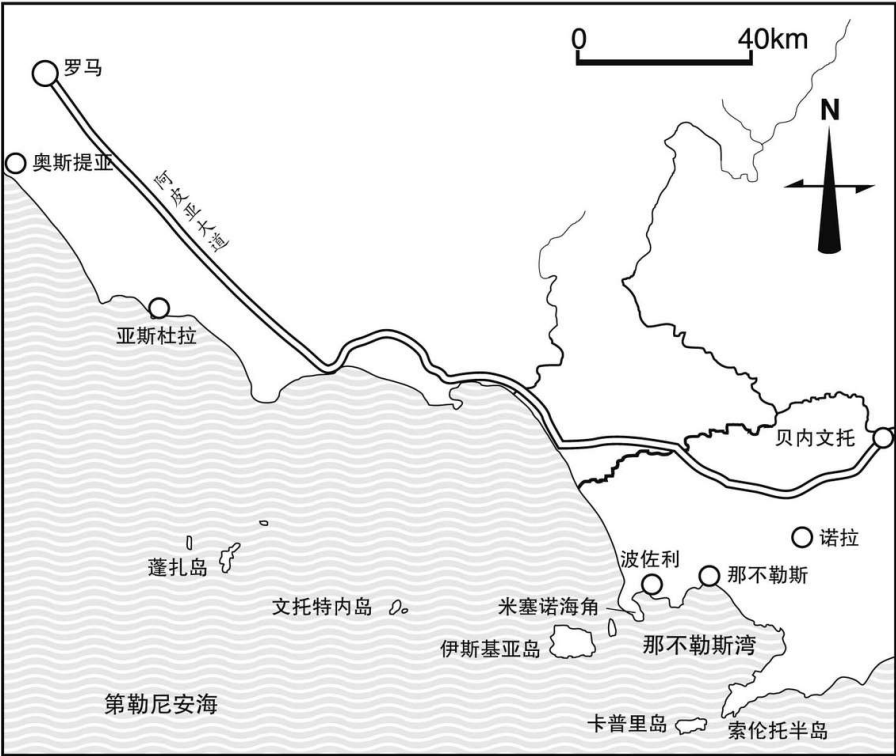 0 40km
罗马
N
奥斯提亚
阿皮亚大道
亚斯杜拉
贝内文托
诺拉
波佐利
那不勒斯
蓬扎岛
文托特内岛
米塞诺海角
伊斯基亚岛
那不勒斯湾
第勒尼安海
卡普里岛
索伦托半岛